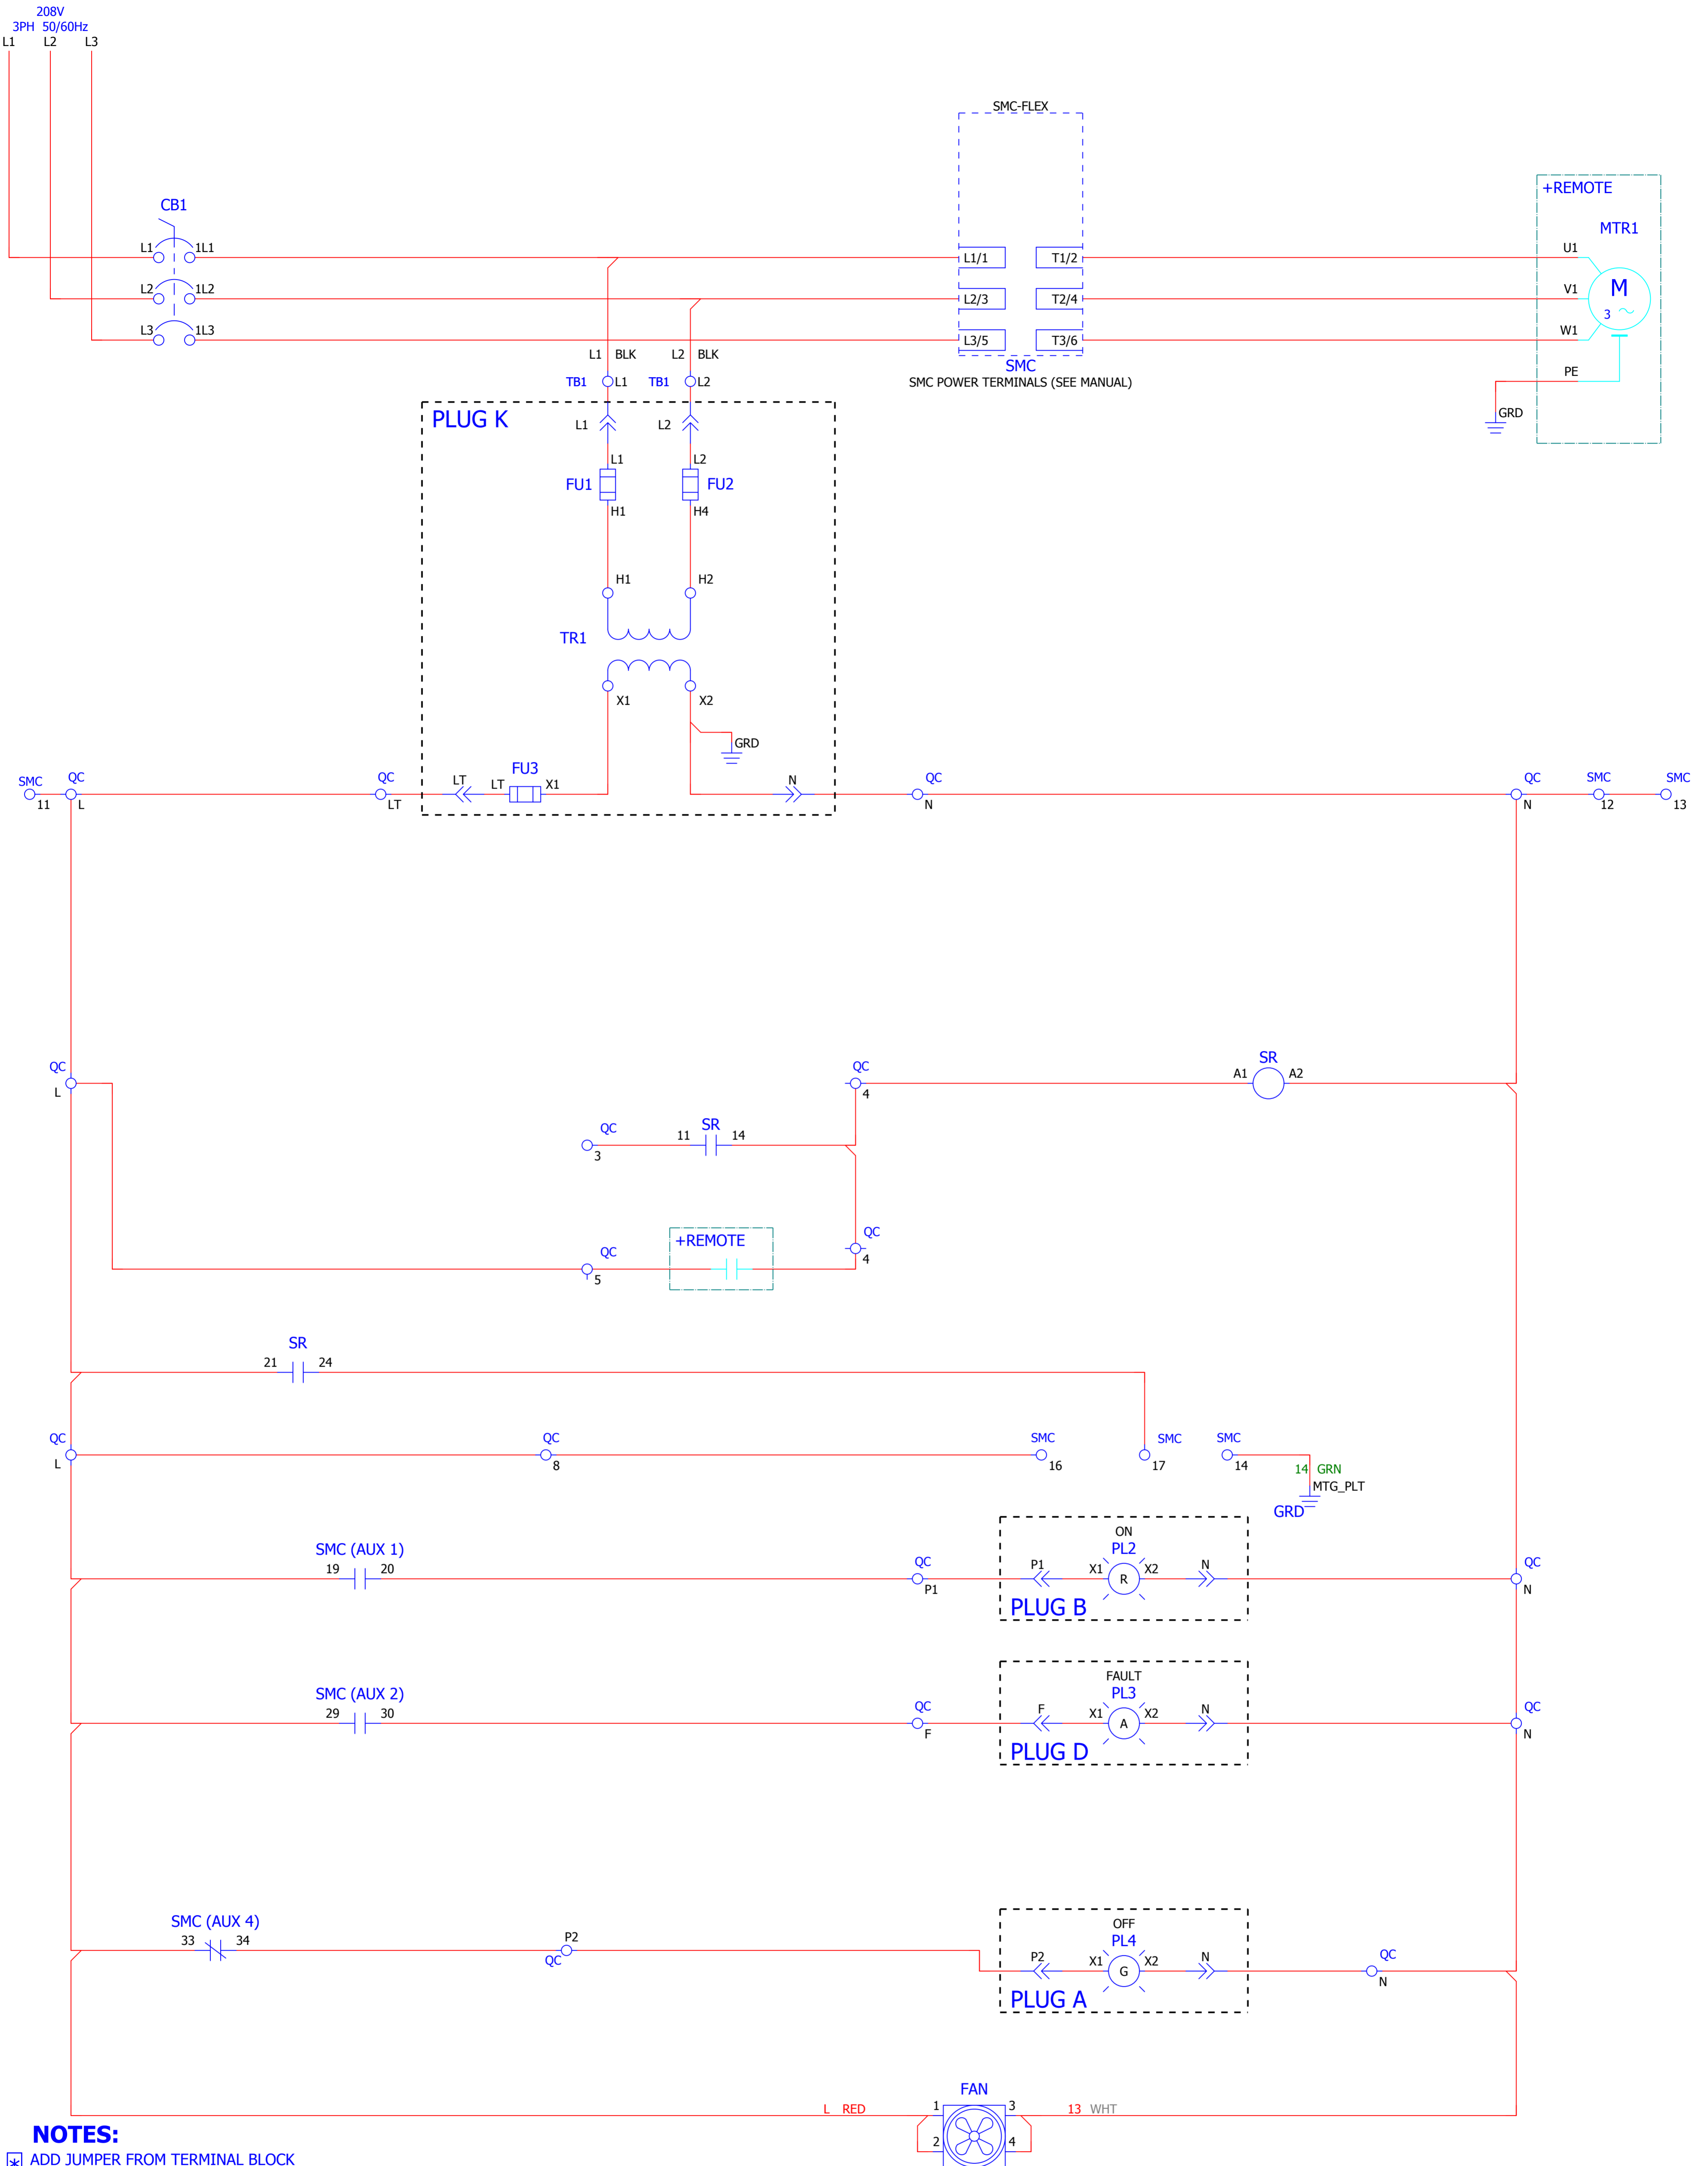 208V
3PH 50/60Hz
L1 L2 L3
SMC-FLEX
+REMOTE
CB1
MTR1
L1 1L1 L1/1 T1/2 U1
L2 1L2 L2/3 T2/4 V1 M
3
L3 1L3 L3/5 T3/6 W1
L1 BLK L2 BLK
SMC
SMC POWER TERMINALS (SEE MANUAL)
TB1 L1 TB1 L2
PE
GRD
PLUG K
L1 L2
L1 L2
FU1 FU2
H1 H4
H1 H2
TR1
X1 X2
GRD
SMC QC QC LT FU3 N QC QC SMC SMC
LT X1
11 L LT N N 12 13
QC QC SR
L 4 A1 A2
QC SR
11 14
3
+REMOTE QC
4
QC
5
SR
21 24
QC QC SMC SMC SMC
L 8 16 17 14
14 GRN
MTG_PLT
GRD
ON
SMC (AUX 1) PL2
19 20 QC P1 X1 X2 N QC
R
P1 N
PLUG B
FAULT
SMC (AUX 2) PL3
29 30 QC F X1 X2 N QC
A
F N
PLUG D
SMC (AUX 4) OFF
33 34 P2 PL4
QC P2 X1 X2 N QC
G
N
PLUG A
FAN
L RED 1 3 13 WHT
2 4
NOTES:
* ADD JUMPER FROM TERMINAL BLOCK